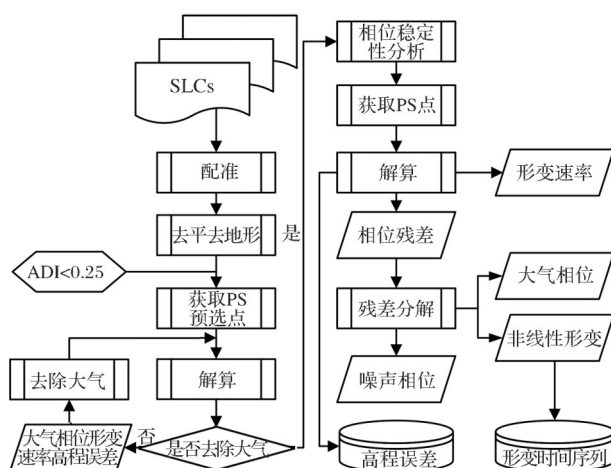 SLCs
配准
去平去地形
ADI<0.25
获取PS
预选点
解算
去除大气
大气相位形变
速率高程误差
否
是否去除大气
是
相位稳定
性分析
获取PS点
解算
形变速率
相位残差
残差分解
大气相位
非线性形变
噪声相位
高程误差
形变时间序列